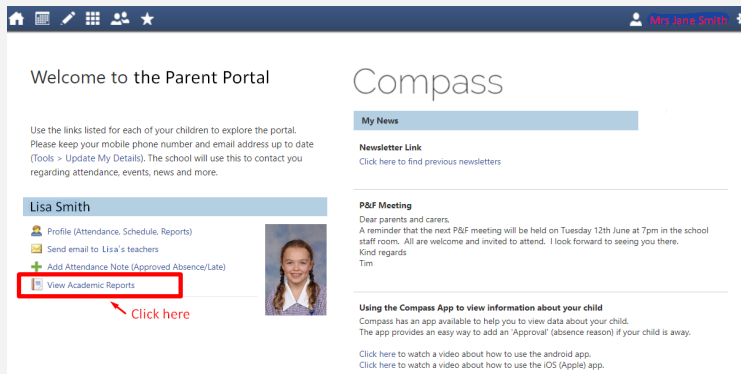 Mrs Jane Smith
Welcome to the Parent Portal
Use the links listed for each of your children to explore the portal.
Please keep your mobile phone number and email address up to date
(Tools > Update My Details). The school will use this to contact you
regarding attendance, events, news and more.
Lisa Smith
Profile (Attendance, Schedule, Reports)
Send email to Lisa's teachers
Add Attendance Note (Approved Absence/Late)
View Academic Reports
Click here
Compass
My News
Newsletter Link
Click here to find previous newsletters
P&F Meeting
Dear parents and carers,
A reminder that the next P&F meeting will be held on Tuesday 12th June at 7pm in the school
staff room. All are welcome and invited to attend. I look forward to seeing you there.
Kind regards
Tim
Using the Compass App to view information about your child
Compass has an app available to help you to view data about your child.
The app provides an easy way to add an 'Approval' (absence reason) if your child is away.
Click here to watch a video about how to use the android app.
Click here to watch a video about how to use the iOS (Apple) app.